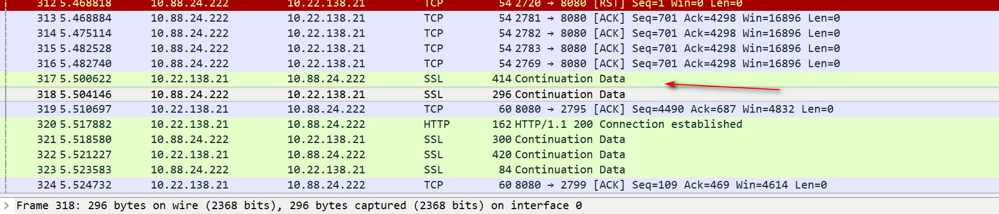 312 5.468818 10.88.24.222 10.22.138.21 TCP 54 2720 → 8080 [RST] Seq=1 Win=0 Len=0
313 5.468884 10.88.24.222 10.22.138.21 TCP 54 2781 → 8080 [ACK] Seq=701 Ack=4298 Win=16896 Len=0
314 5.475114 10.88.24.222 10.22.138.21 TCP 54 2782 → 8080 [ACK] Seq=701 Ack=4298 Win=16896 Len=0
315 5.482528 10.88.24.222 10.22.138.21 TCP 54 2783 → 8080 [ACK] Seq=701 Ack=4298 Win=16896 Len=0
316 5.482740 10.88.24.222 10.22.138.21 TCP 54 2769 → 8080 [ACK] Seq=701 Ack=4298 Win=16896 Len=0
317 5.500622 10.22.138.21 10.88.24.222 SSL 414 Continuation Data
318 5.504146 10.88.24.222 10.22.138.21 SSL 296 Continuation Data
319 5.510697 10.22.138.21 10.88.24.222 TCP 60 8080 → 2795 [ACK] Seq=4490 Ack=687 Win=4832 Len=0
320 5.517882 10.22.138.21 10.88.24.222 HTTP 162 HTTP/1.1 200 Connection established
321 5.518580 10.88.24.222 10.22.138.21 SSL 300 Continuation Data
322 5.521227 10.22.138.21 10.88.24.222 SSL 420 Continuation Data
323 5.523583 10.88.24.222 10.22.138.21 SSL 84 Continuation Data
324 5.524732 10.22.138.21 10.88.24.222 TCP 60 8080 → 2799 [ACK] Seq=109 Ack=469 Win=4614 Len=0
Frame 318: 296 bytes on wire (2368 bits), 296 bytes captured (2368 bits) on interface 0